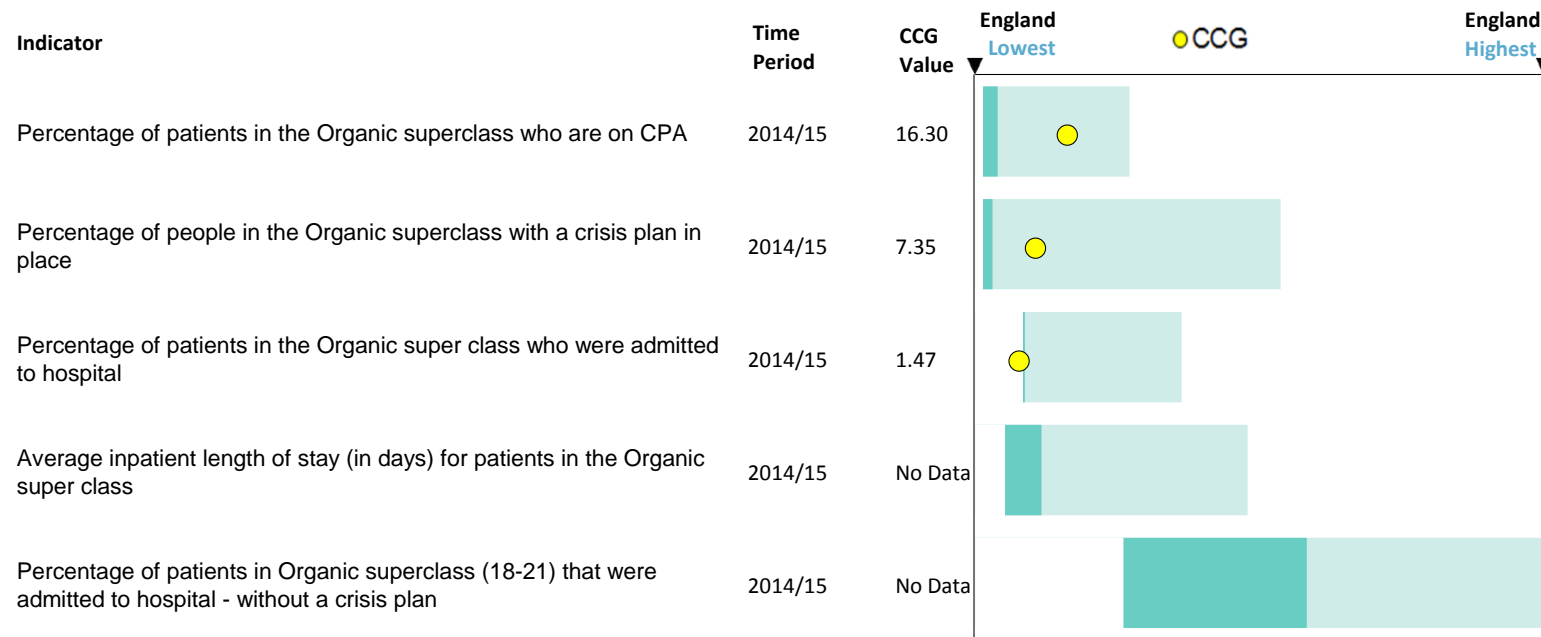 Indicator
Time Period
CCG Value
England Lowest
CCG
England Highest
Percentage of patients in the Organic superclass who are on CPA 2014/15 16.30
Percentage of people in the Organic superclass with a crisis plan in
place 2014/15 7.35
Percentage of patients in the Organic super class who were admitted
to hospital 2014/15 1.47
Average inpatient length of stay (in days) for patients in the Organic
super class 2014/15 No Data
Percentage of patients in Organic superclass (18-21) that were
admitted to hospital - without a crisis plan 2014/15 No Data